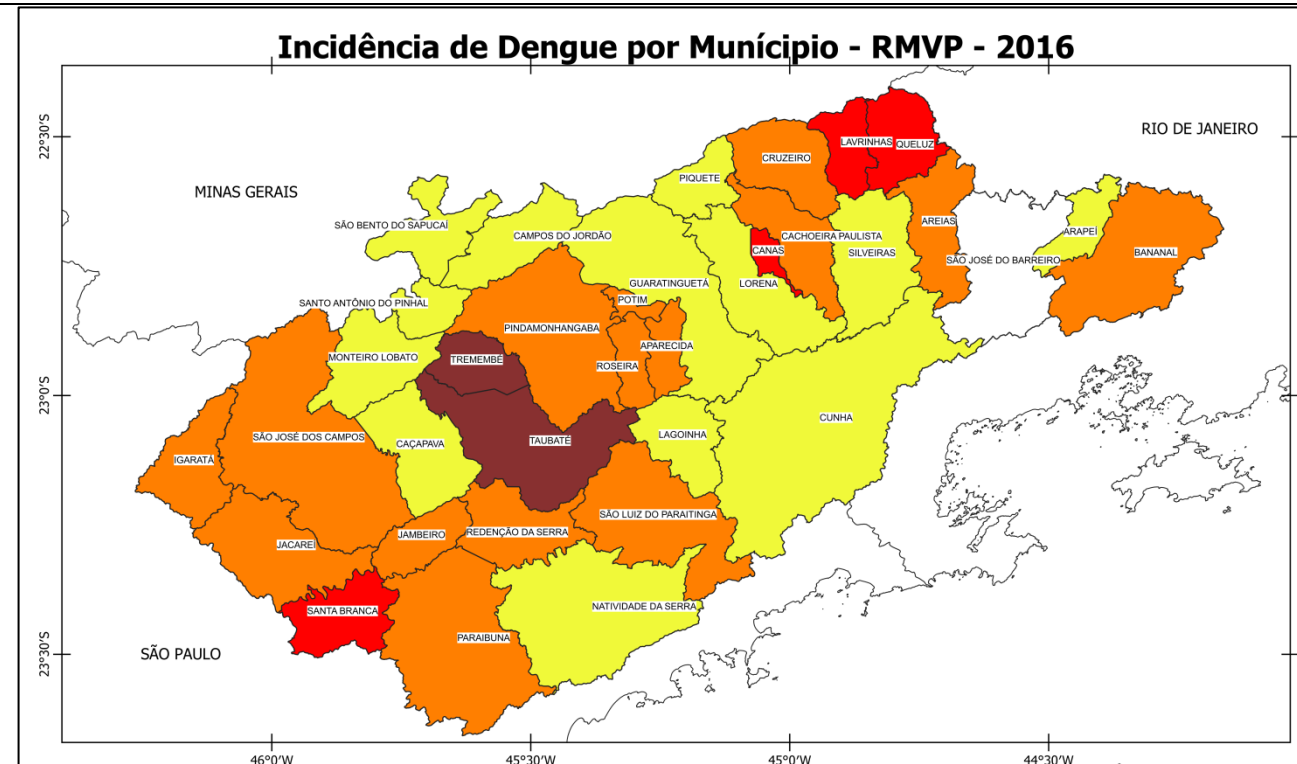 Incidência de Dengue por Munícipio - RMVP - 2016
22°30'S
RIO DE JANEIRO
LAVRINHAS
QUELUZ
CRUZEIRO
PIQUETE
MINAS GERAIS
SÃO BENTO DO SAPUCAÍ
CAMPOS DO JORDÃO
CACHOEIRA PAULISTA
AREIAS
ARAPEÍ
CANAS
SILVEIRAS
SÃO JOSÉ DO BARREIRO
BANANAL
GUARATINGUETÁ
LORENA
SANTO ANTÔNIO DO PINHAL
POTIM
PINDAMONHANGABA
MONTEIRO LOBATO
TREMEMBÉ
ROSEIRA
APARECIDA
23°0'S
CUNHA
SÃO JOSÉ DOS CAMPOS
CAÇAPAVA
TAUBATÉ
LAGOINHA
IGARATÁ
SÃO LUIZ DO PARAITINGA
JACAREÍ
JAMBEIRO
REDENÇÃO DA SERRA
SANTA BRANCA
NATIVIDADE DA SERRA
PARAIBUNA
SÃO PAULO
23°30'S
46°0'W
45°30'W
45°0'W
44°30'W